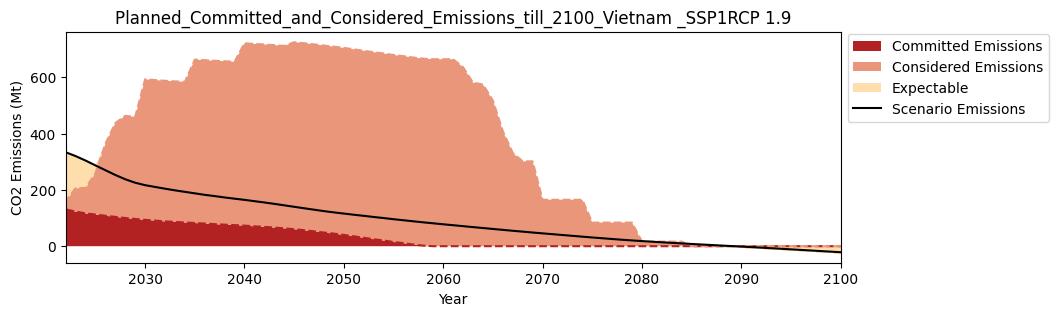 Planned_Committed_and_Considered_Emissions_till_2100_Vietnam _SSP1RCP 1.9
Committed Emissions
Considered Emissions
Expectable
Scenario Emissions
CO2 Emissions (Mt)
600
400
200
0
2030
2040
2050
2060
2070
2080
2090
2100
Year